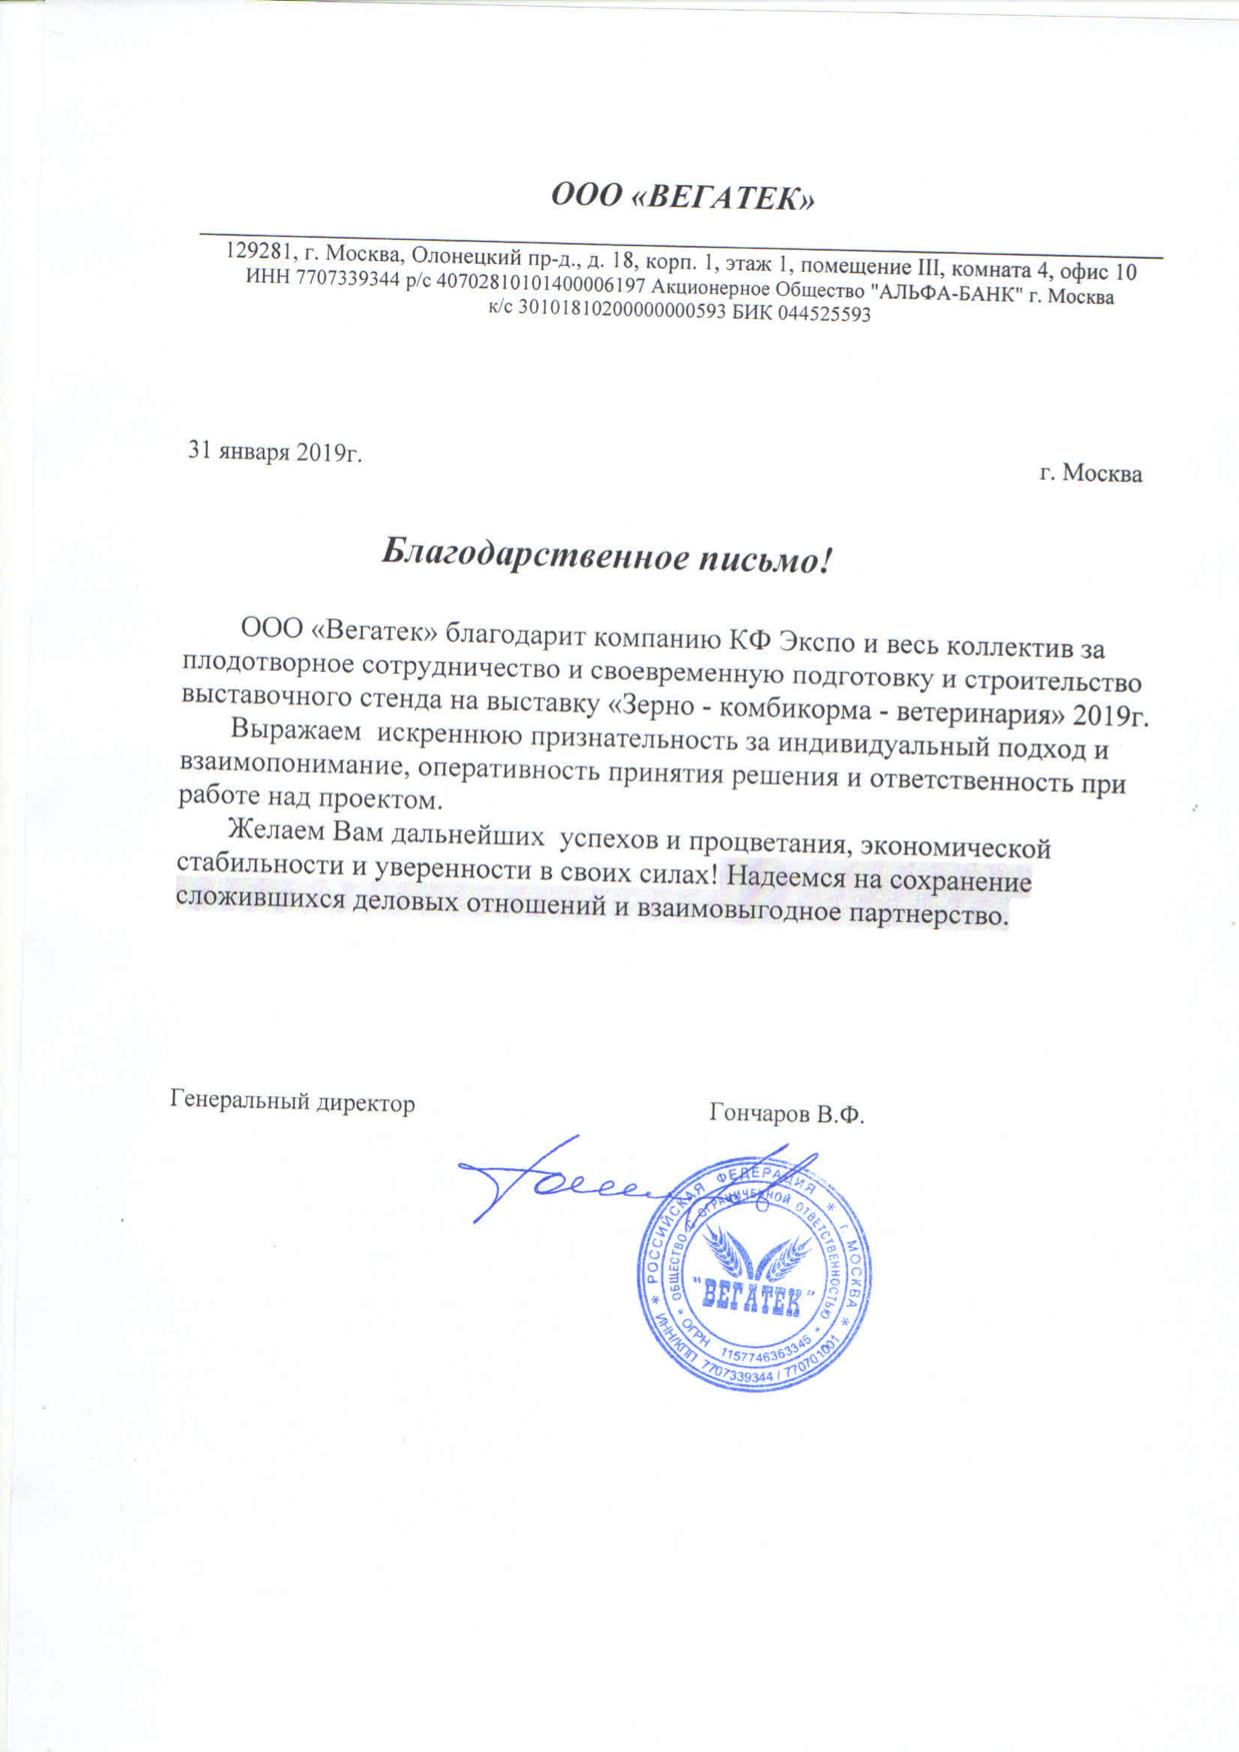 ООО «ВЕГАТЕК»
129281, г. Москва, Олонецкий пр-д., д. 18, корп. 1, этаж 1, помещение III, комната 4, офис 10
ИНН 7707339344 р/с 40702810101400006197 Акционерное Общество "АЛЬФА-БАНК" г. Москва
к/с 30101810200000000593 БИК 044525593
31 января 2019г.
г. Москва
Благодарственное письмо!
ООО «Вегатек» благодарит компанию КФ Экспо и весь коллектив за
плодотворное сотрудничество и своевременную подготовку и строительство
выставочного стенда на выставку «Зерно - комбикорма - ветеринария» 2019г.
Выражаем искреннюю признательность за индивидуальный подход и
взаимопонимание, оперативность принятия решения и ответственность при
работе над проектом.
Желаем Вам дальнейших успехов и процветания, экономической
стабильности и уверенности в своих силах! Надеемся на сохранение
сложившихся деловых отношений и взаимовыгодное партнерство.
Генеральный директор
Гончаров В.Ф.
* РОССИЙСКАЯ ФЕДЕРАЦИЯ * г. МОСКВА *
ИНН/КПП 7707339344 / 770701001
* ОБЩЕСТВО С ОГРАНИЧЕННОЙ ОТВЕТСТВЕННОСТЬЮ *
ОГРН 1157746363345
"ВЕГАТЕК"